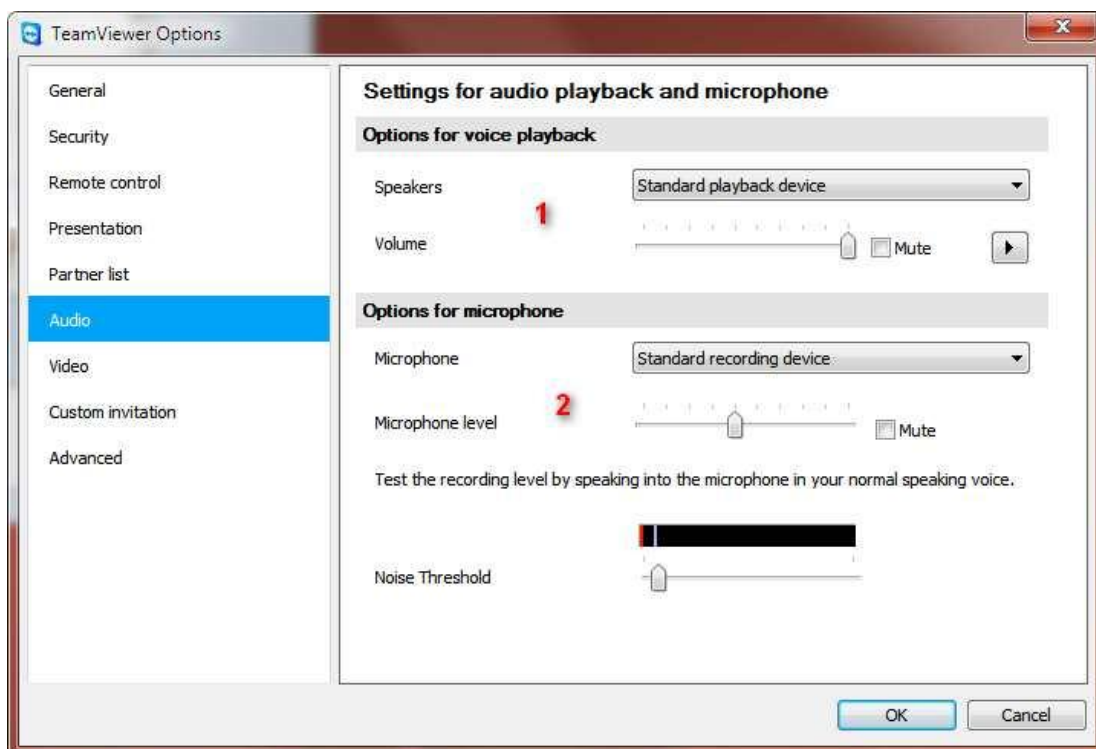 TeamViewer Options
General
Security
Remote control
Presentation
Partner list
Audio
Video
Custom invitation
Advanced
Settings for audio playback and microphone
Options for voice playback
Speakers
Standard playback device
1
Volume
Mute
Options for microphone
Microphone
Standard recording device
2
Microphone level
Mute
Test the recording level by speaking into the microphone in your normal speaking voice.
Noise Threshold
OK
Cancel